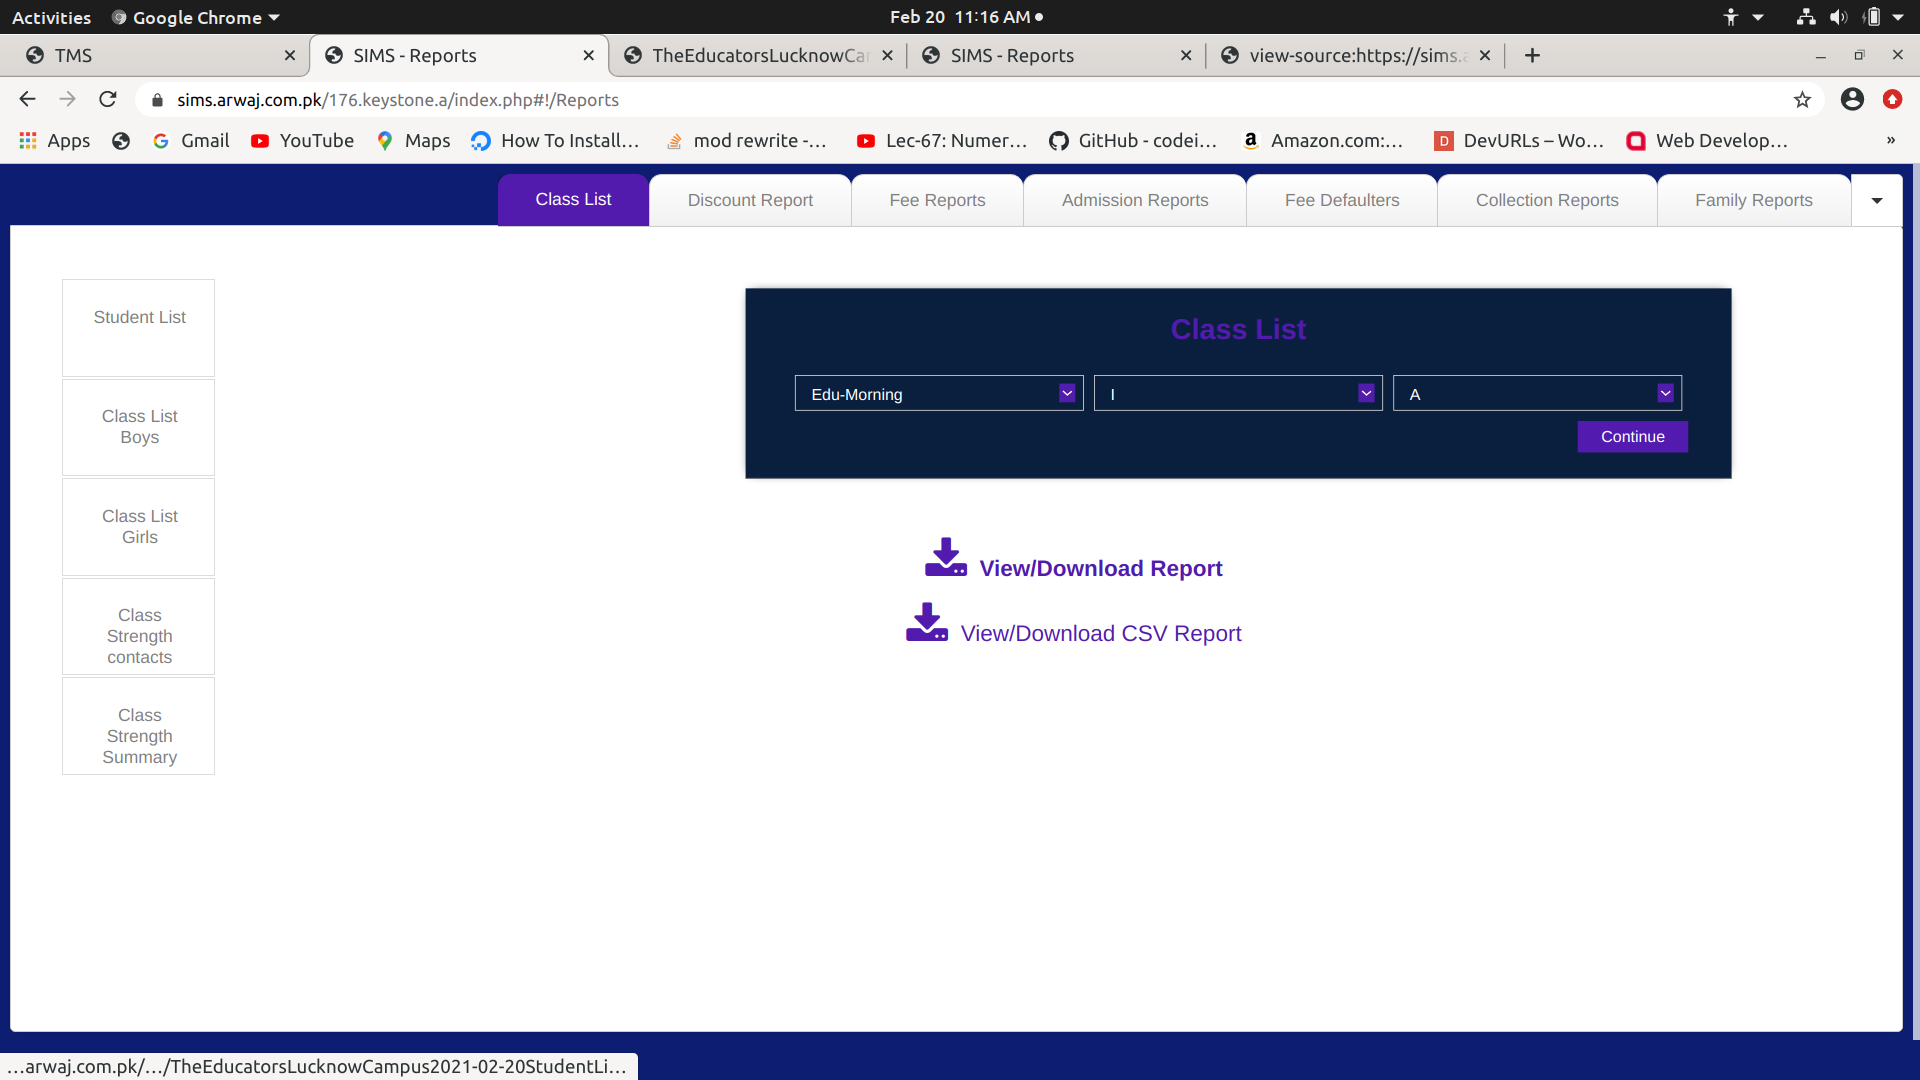 Activities Google Chrome Feb 20 11:16 AM
TMS SIMS - Reports TheEducatorsLucknowCa SIMS - Reports view-source:https://sims.
sims.arwaj.com.pk/176.keystone.a/index.php#!/Reports
Apps Gmail YouTube Maps How To Install... mod rewrite -... Lec-67: Numer... GitHub - codei... Amazon.com:... D DevURLs – Wo... Web Develop... »
Class List Discount Report Fee Reports Admission Reports Fee Defaulters Collection Reports Family Reports
Student List
Class List
Boys
Class List
Girls
Class
Strength
contacts
Class
Strength
Summary
Class List
Edu-Morning I A
Continue
View/Download Report
View/Download CSV Report
...arwaj.com.pk/.../TheEducatorsLucknowCampus2021-02-20StudentLi...